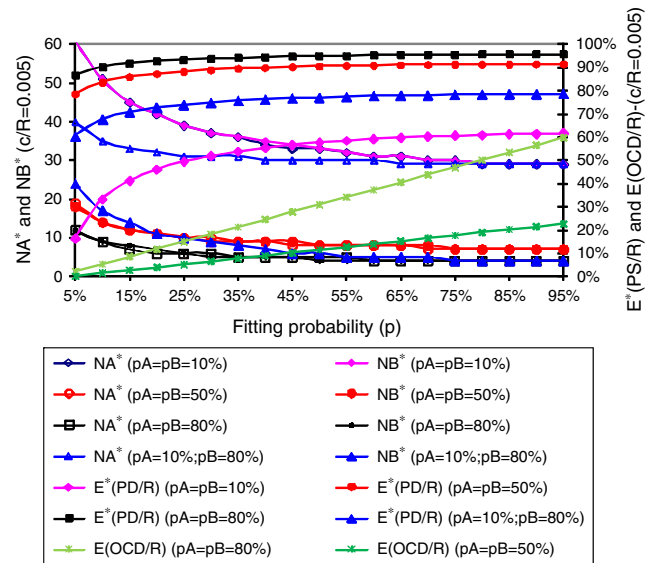 NA* and NB* (c/R=0.005)
60
50
40
30
20
10
0
100%
90%
80%
70%
60%
50%
40%
30%
20%
10%
0%
E*(PS/R) and E(OCD/R)-(c/R=0.005)
5% 15% 25% 35% 45% 55% 65% 75% 85% 95%
Fitting probability (p)
NA* (pA=pB=10%) NB* (pA=pB=10%)
NA* (pA=pB=50%) NB* (pA=pB=50%)
NA* (pA=pB=80%) NB* (pA=pB=80%)
NA* (pA=10%;pB=80%) NB* (pA=10%;pB=80%)
E*(PD/R) (pA=pB=10%) E*(PD/R) (pA=pB=50%)
E*(PD/R) (pA=pB=80%) E*(PD/R) (pA=10%;pB=80%)
E(OCD/R) (pA=pB=80%) E(OCD/R) (pA=pB=50%)